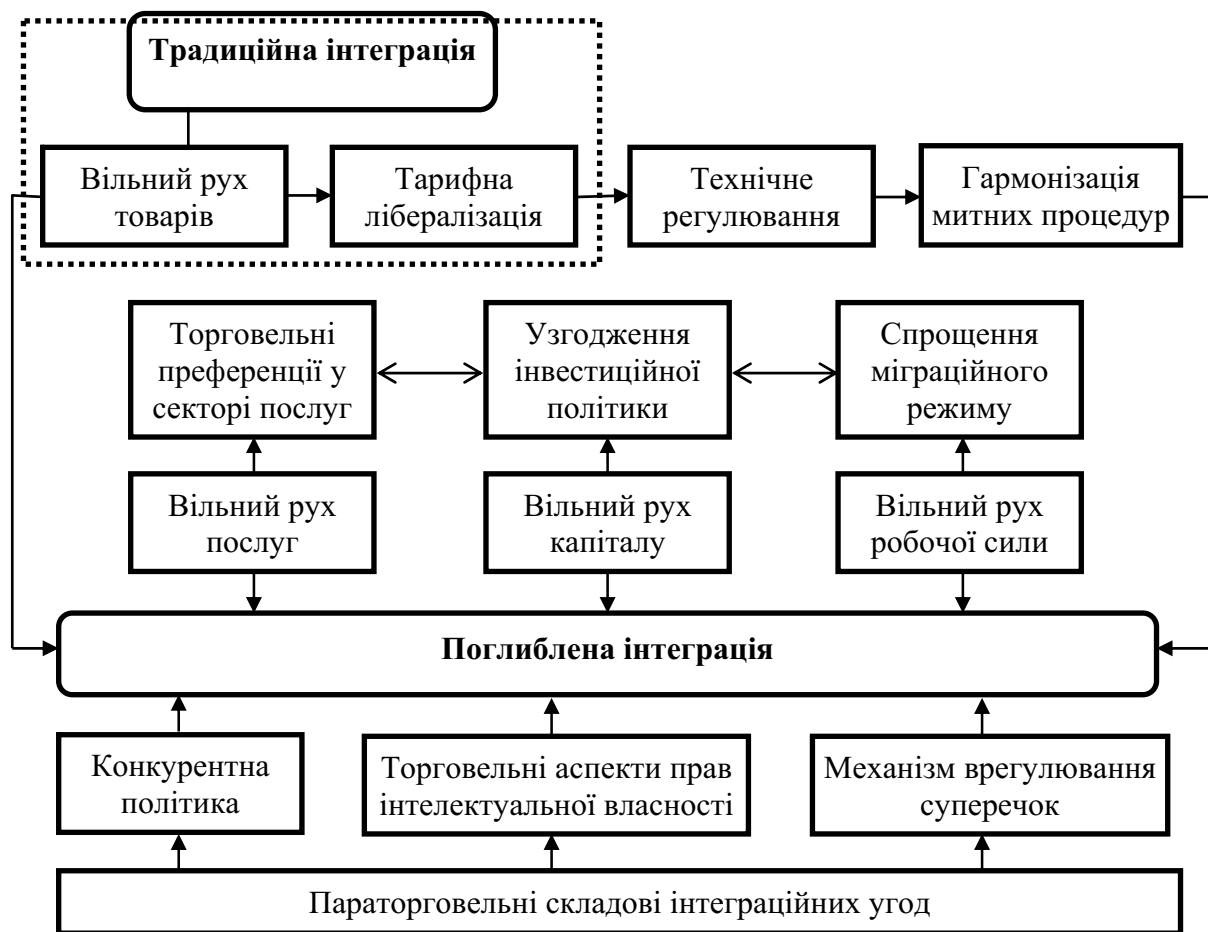 Традиційна інтеграція
Вільний рух
товарів
Тарифна
лібералізація
Технічне
регулювання
Гармонізація
митних процедур
Торговельні
преференції у
секторі послуг
Узгодження
інвестиційної
політики
Спрощення
міграційного
режиму
Вільний рух
послуг
Вільний рух
капіталу
Вільний рух
робочої сили
Поглиблена інтеграція
Конкурентна
політика
Торговельні аспекти прав
інтелектуальної власності
Механізм врегулювання
суперечок
Параторговельні складові інтеграційних угод